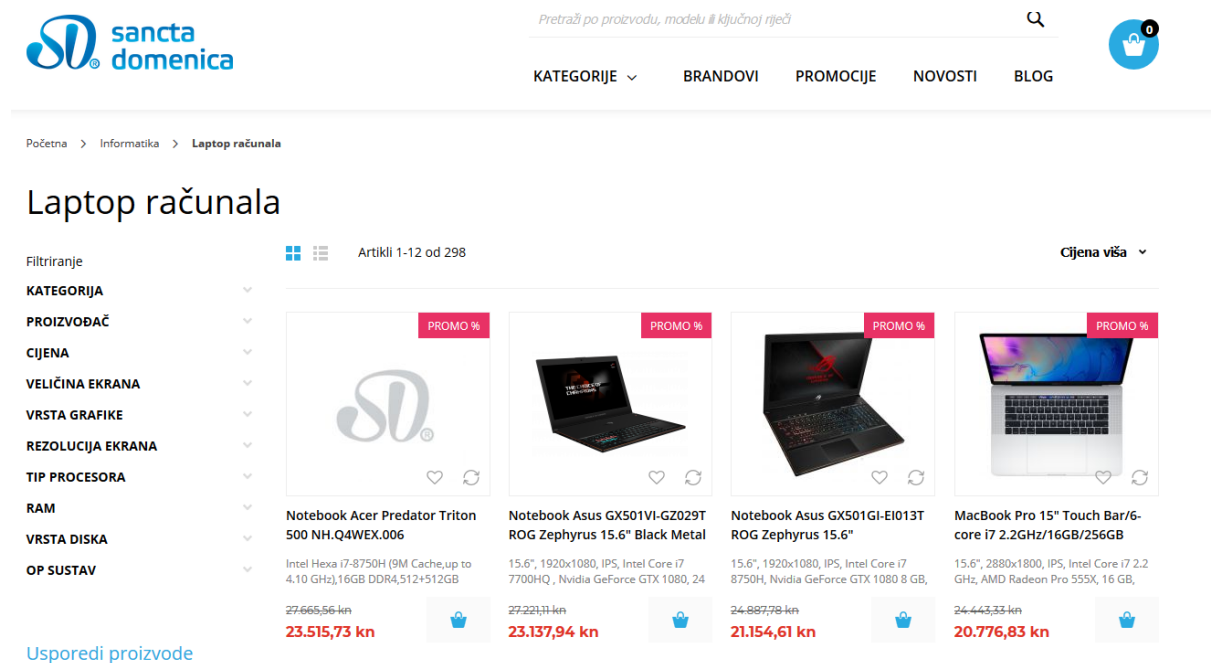 sancta
domenica
Pretraži po proizvodu, modelu ili ključnoj riječi
0
KATEGORIJE
BRANDOVI
PROMOCIJE
NOVOSTI
BLOG
Početna > Informatika > Laptop računala
Laptop računala
Filtriranje
KATEGORIJA
PROIZVOĐAČ
CIJENA
VELIČINA EKRANA
VRSTA GRAFIKE
REZOLUCIJA EKRANA
TIP PROCESORA
RAM
VRSTA DISKA
OP SUSTAV
Usporedi proizvode
Artikli 1-12 od 298
Cijena viša
PROMO %
Notebook Acer Predator Triton
500 NH.Q4WEX.006
Intel Hexa i7-8750H (9M Cache,up to
4.10 GHz),16GB DDR4,512+512GB
27.665,56 kn
23.515,73 kn
PROMO %
Notebook Asus GX501VI-GZ029T
ROG Zephyrus 15.6" Black Metal
15.6", 1920x1080, IPS, Intel Core i7
7700HQ , Nvidia GeForce GTX 1080, 24
27.221,11 kn
23.137,94 kn
PROMO %
Notebook Asus GX501GI-EI013T
ROG Zephyrus 15.6"
15.6", 1920x1080, IPS, Intel Core i7
8750H, Nvidia GeForce GTX 1080 8 GB,
24.887,78 kn
21.154,61 kn
PROMO %
MacBook Pro 15" Touch Bar/6-
core i7 2.2GHz/16GB/256GB
15.6", 2880x1800, IPS, Intel Core i7 2.2
GHz, AMD Radeon Pro 555X, 16 GB,
24.443,33 kn
20.776,83 kn